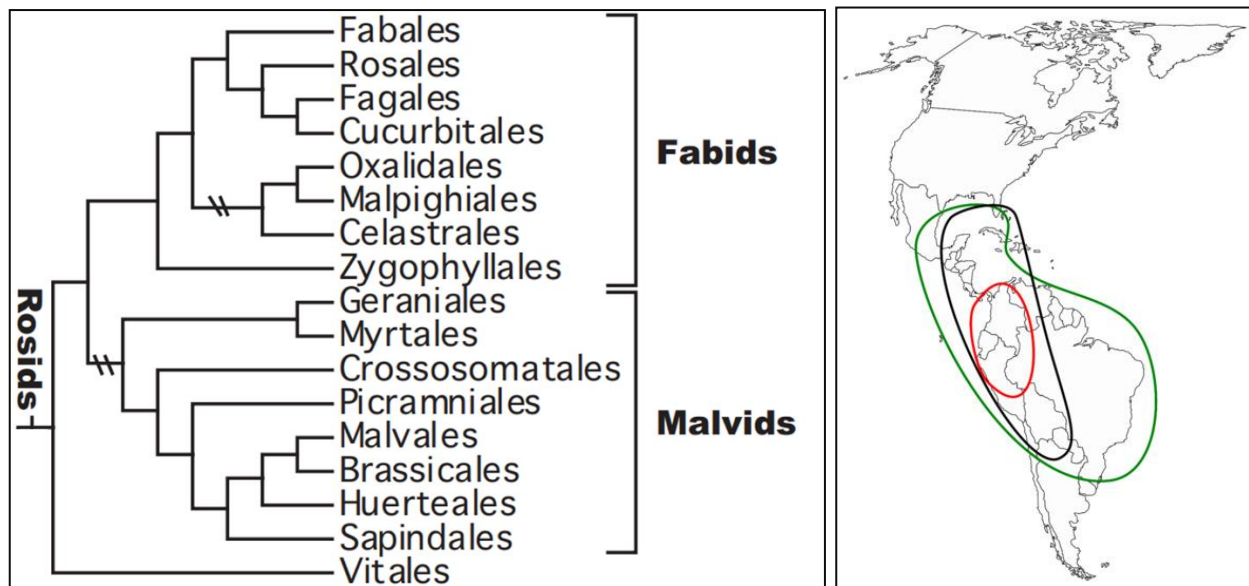 Fabales
Rosales
Fagales
Cucurbitales
Oxalidales
Malpighiales
Celastrales
Zygophyllales
Geraniales
Myrtales
Crossosomatales
Picramniales
Malvales
Brassicales
Huerteales
Sapindales
Vitales
Rosids
Fabids
Malvids